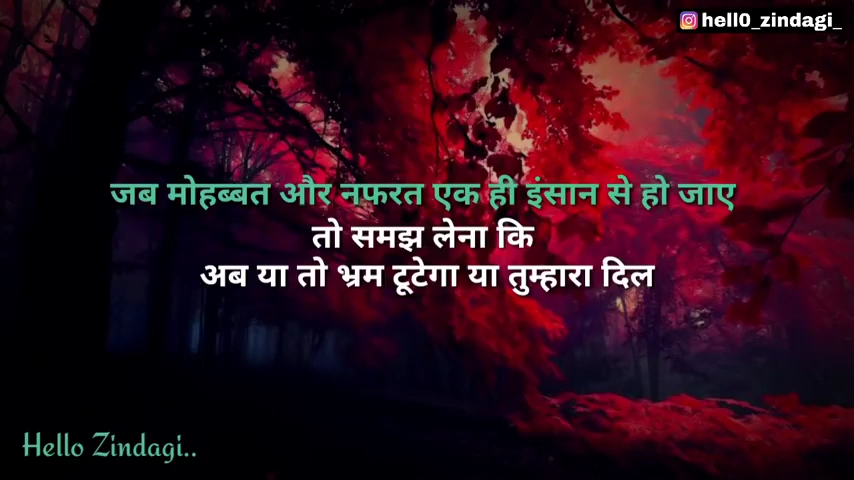 hell0_zindagi_
जब मोहब्बत और नफरत एक ही इंसान से हो जाए
तो समझ लेना कि
अब या तो भ्रम टूटेगा या तुम्हारा दिल
Hello Zindagi..